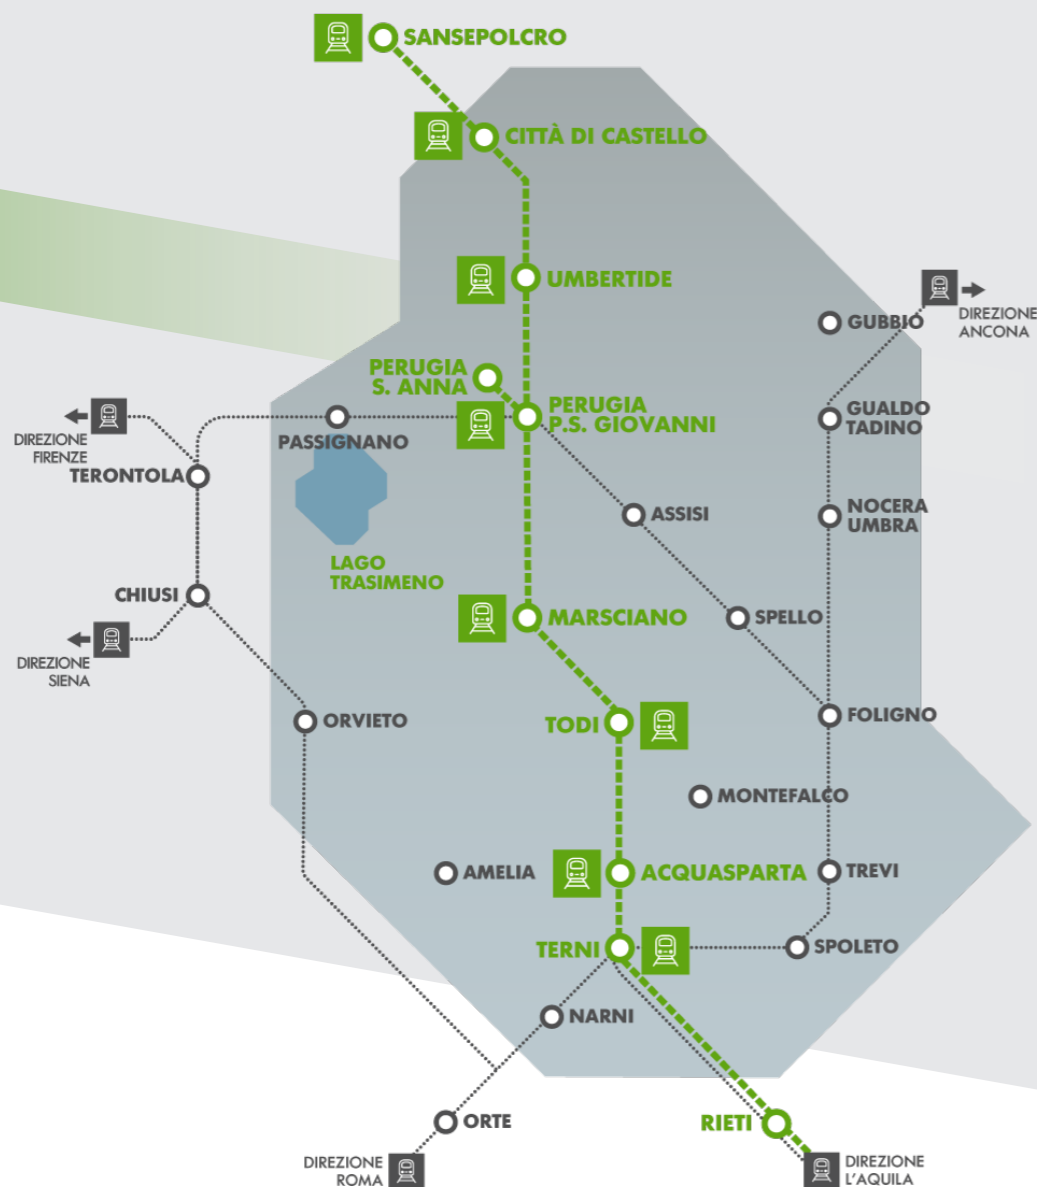 SANSEPOLCRO
CITTÀ DI CASTELLO
UMBERTIDE
DIREZIONE
ANCONA
GUBBIO
PERUGIA
S. ANNA
PERUGIA
P.S. GIOVANNI
GUALDO
TADINO
DIREZIONE
FIRENZE
PASSIGNANO
TERONTOLA
ASSISI
NOCERA
UMBRA
LAGO
TRASIMENO
CHIUSI
MARSCIANO
SPELLO
DIREZIONE
SIENA
ORVIETO
TODI
FOLIGNO
MONTEFALCO
AMELIA
ACQUASPARTA
TREVI
TERNI
SPOLETO
NARNI
ORTE
RIETI
DIREZIONE
ROMA
DIREZIONE
L'AQUILA